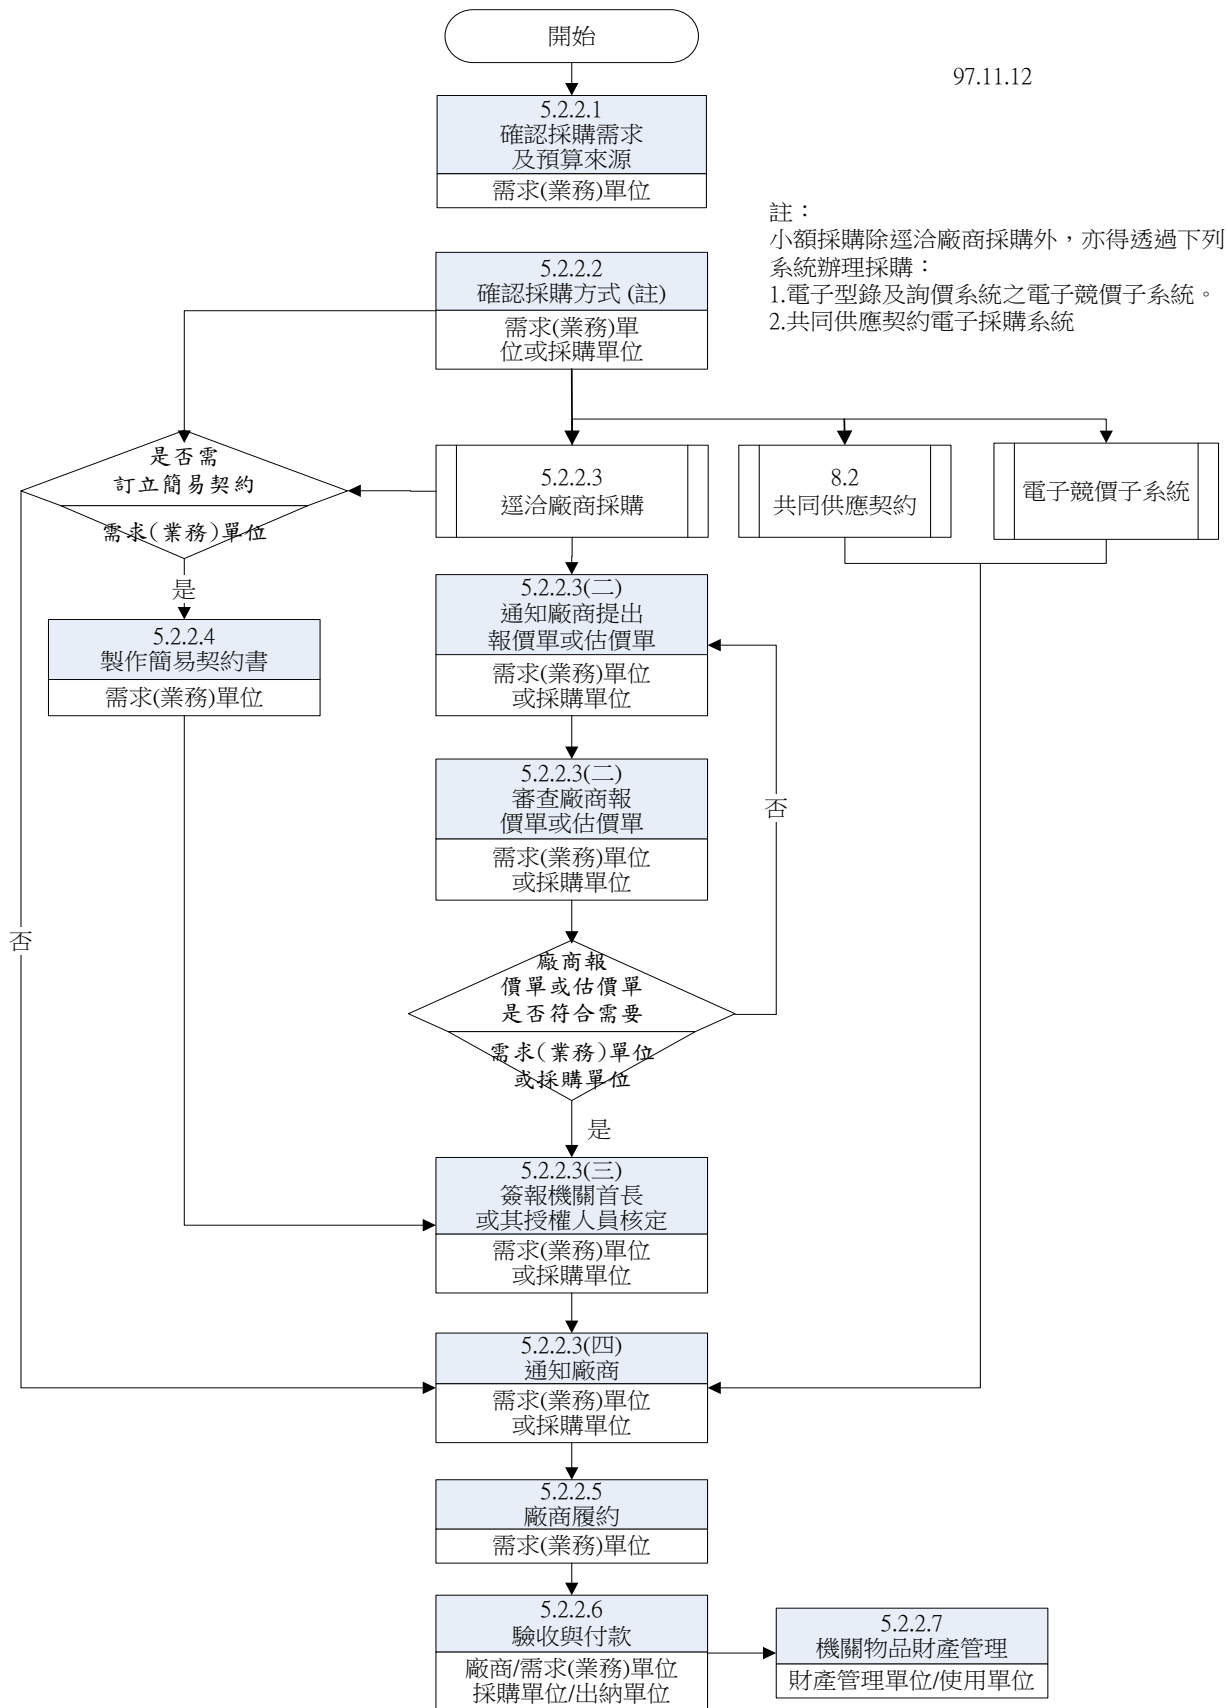 開始
97.11.12
5.2.2.1
確認採購需求
及預算來源
需求(業務)單位
註：
小額採購除逕洽廠商採購外，亦得透過下列
系統辦理採購：
1.電子型錄及詢價系統之電子競價子系統。
2.共同供應契約電子採購系統
5.2.2.2
確認採購方式 (註)
需求(業務)單
位或採購單位
是否需
訂立簡易契約
需求(業務)單位
5.2.2.3
逕洽廠商採購
8.2
共同供應契約
電子競價子系統
是
5.2.2.4
製作簡易契約書
需求(業務)單位
5.2.2.3(二)
通知廠商提出
報價單或估價單
需求(業務)單位
或採購單位
5.2.2.3(二)
審查廠商報
價單或估價單
需求(業務)單位
或採購單位
否
否
廠商報
價單或估價單
是否符合需要
需求(業務)單位
或採購單位
是
5.2.2.3(三)
簽報機關首長
或其授權人員核定
需求(業務)單位
或採購單位
5.2.2.3(四)
通知廠商
需求(業務)單位
或採購單位
5.2.2.5
廠商履約
需求(業務)單位
5.2.2.6
驗收與付款
廠商/需求(業務)單位
採購單位/出納單位
5.2.2.7
機關物品財產管理
財產管理單位/使用單位